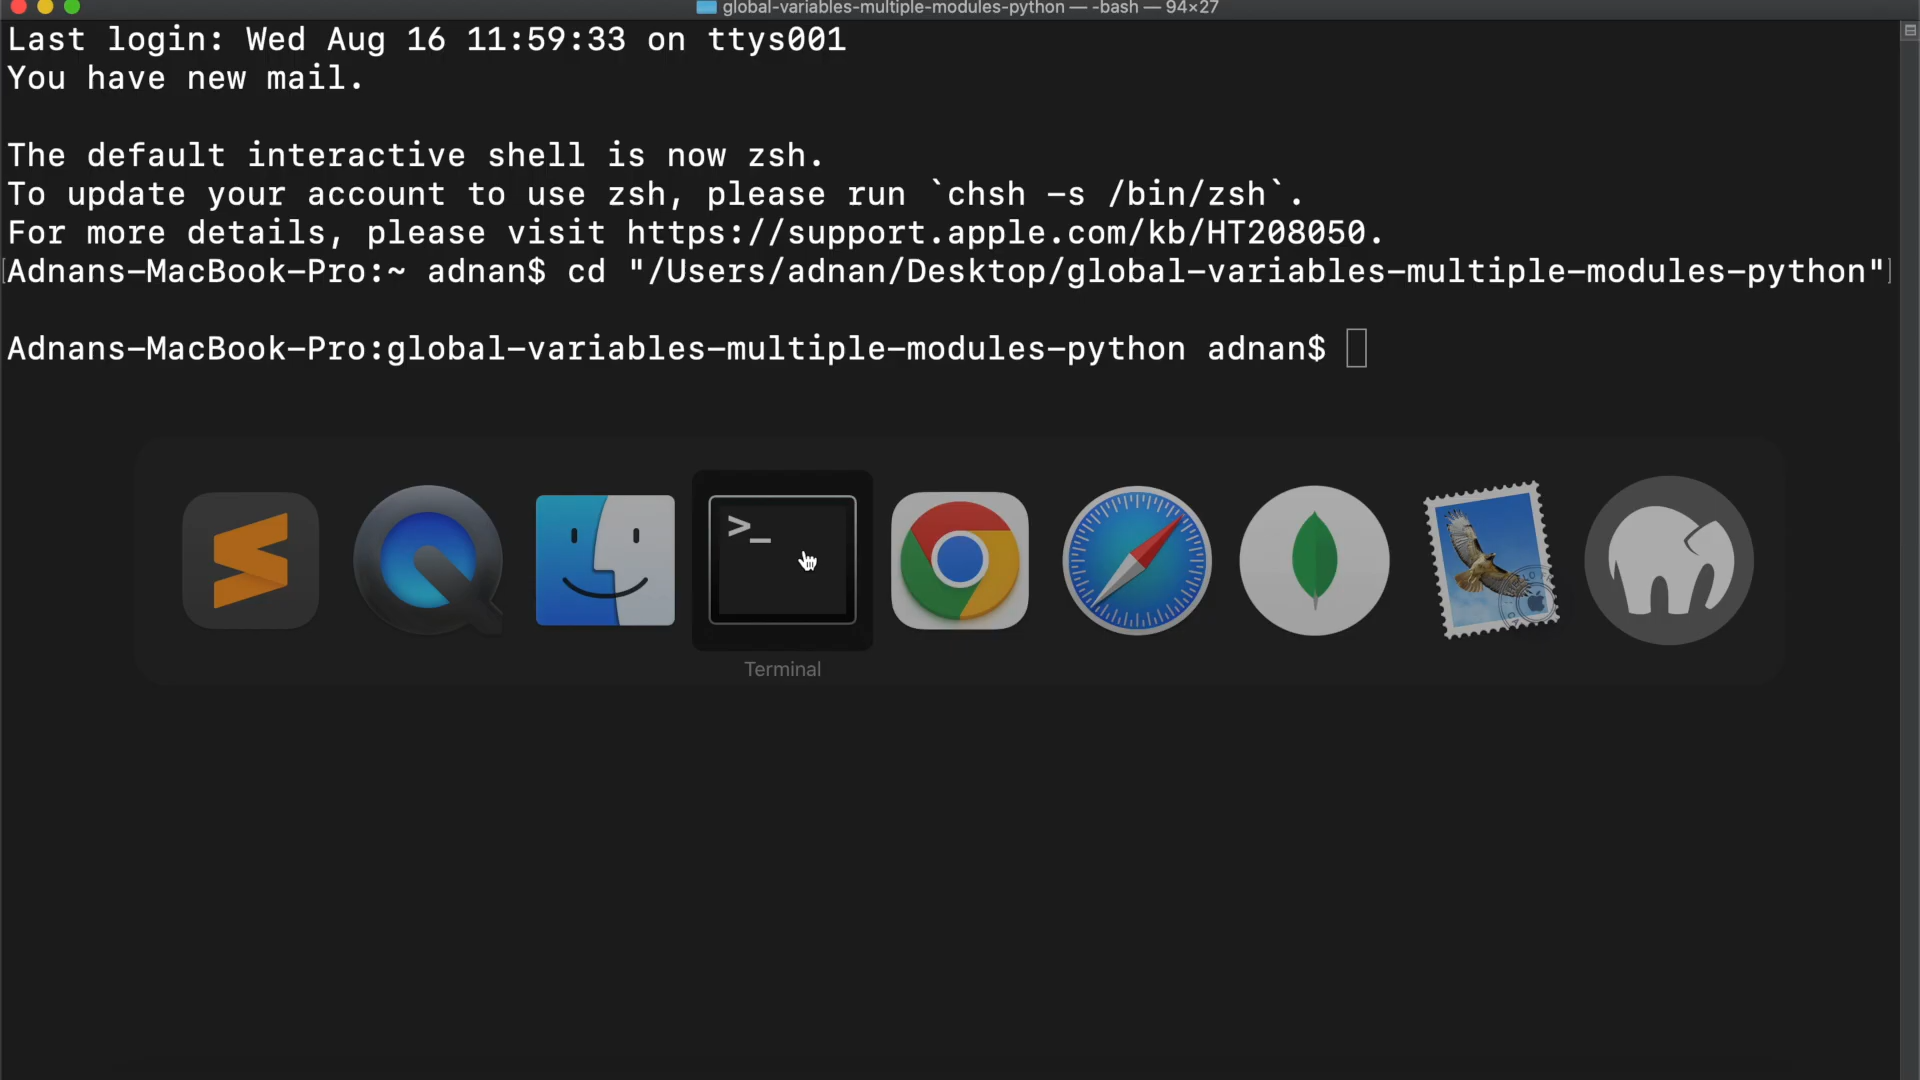 global-variables-multiple-modules-python — -bash — 94×27
Last login: Wed Aug 16 11:59:33 on ttys001
You have new mail.
The default interactive shell is now zsh.
To update your account to use zsh, please run `chsh -s /bin/zsh`.
For more details, please visit https://support.apple.com/kb/HT208050.
[Adnans-MacBook-Pro:~ adnan$ cd "/Users/adnan/Desktop/global-variables-multiple-modules-python"]
Adnans-MacBook-Pro:global-variables-multiple-modules-python adnan$
>_
Terminal